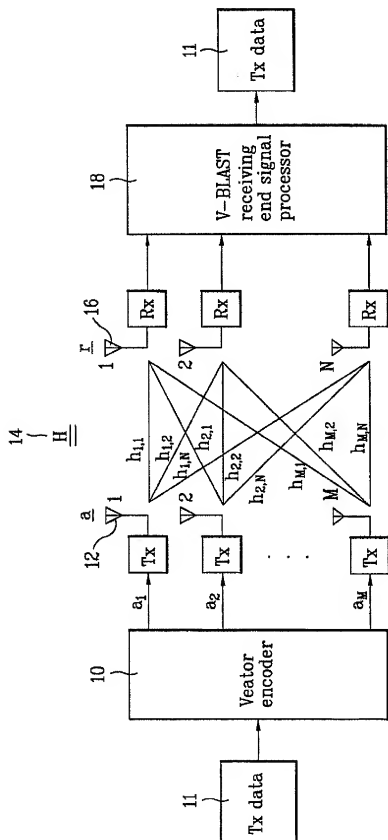 14
H
11
Tx data
10
Veator
encoder
a1
a2
aM
Tx
Tx
Tx
. . .
12
a
1
2
M
h1,1
h1,2
h1,N
h2,1
h2,2
h2,N
hM,1
hM,2
hM,N
r
16
1
2
N
Rx
Rx
Rx
18
V-BLAST
receiving
end signal
processor
11
Tx data